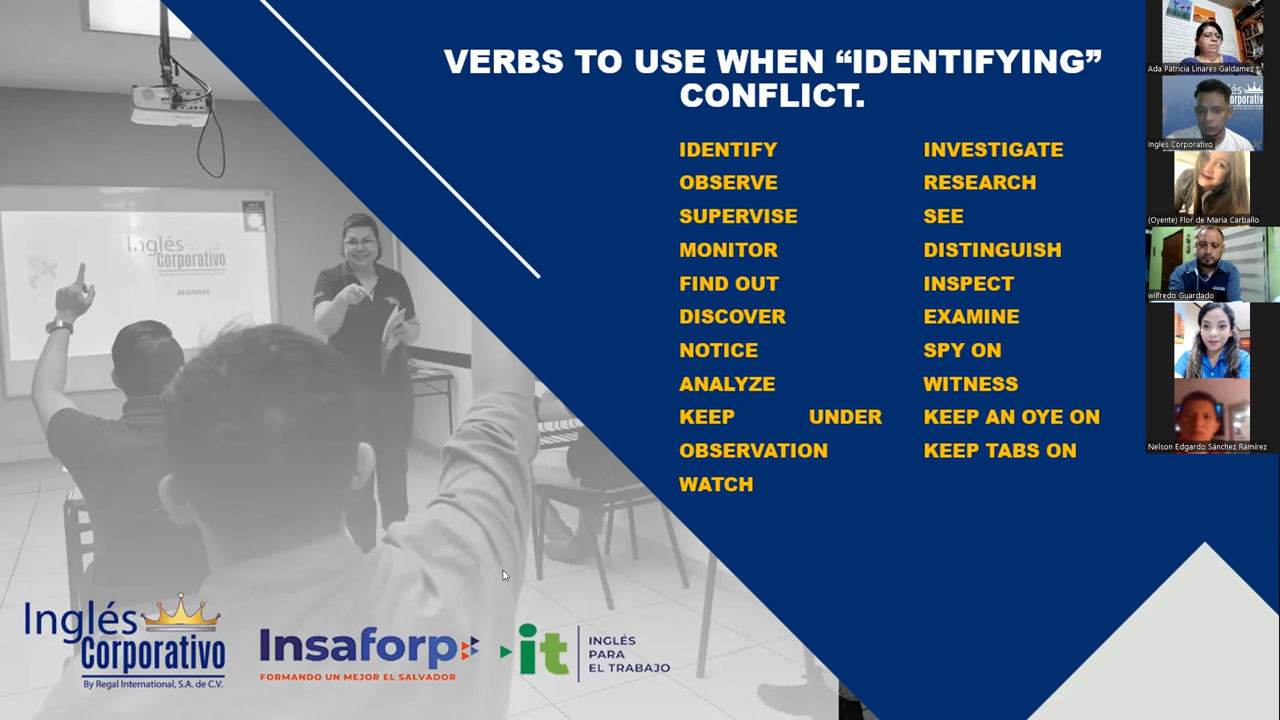 VERBS TO USE WHEN “IDENTIFYING”
CONFLICT.
IDENTIFY
OBSERVE
SUPERVISE
MONITOR
FIND OUT
DISCOVER
NOTICE
ANALYZE
KEEP UNDER
OBSERVATION
WATCH
INVESTIGATE
RESEARCH
SEE
DISTINGUISH
INSPECT
EXAMINE
SPY ON
WITNESS
KEEP AN OYE ON
KEEP TABS ON
Ada Patricia Linares Galdamez
Ingles Corporativo
(Oyente) Flor de Maria Carballo
wilfredo Guardado
Nelson Edgardo Sánchez Ramírez
Inglés
Corporativo
BEGINNER
Inglés
Corporativo
By Regal International, S.A. de C.V.
Insaforp
FORMANDO UN MEJOR EL SALVADOR
it
INGLÉS
PARA
EL TRABAJO